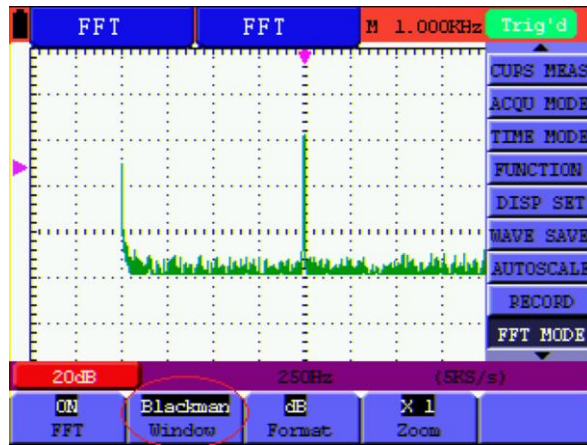 FFT FFT M 1.000KHz Trig'd
CURS MEAS
ACQU MODE
TIME MODE
FUNCTION
DISP SET
WAVE SAVE
AUTOSCALE
RECORD
FFT MODE
20dB 250Hz (5KS/s)
ON Blackman dB X 1
FFT Window Format Zoom